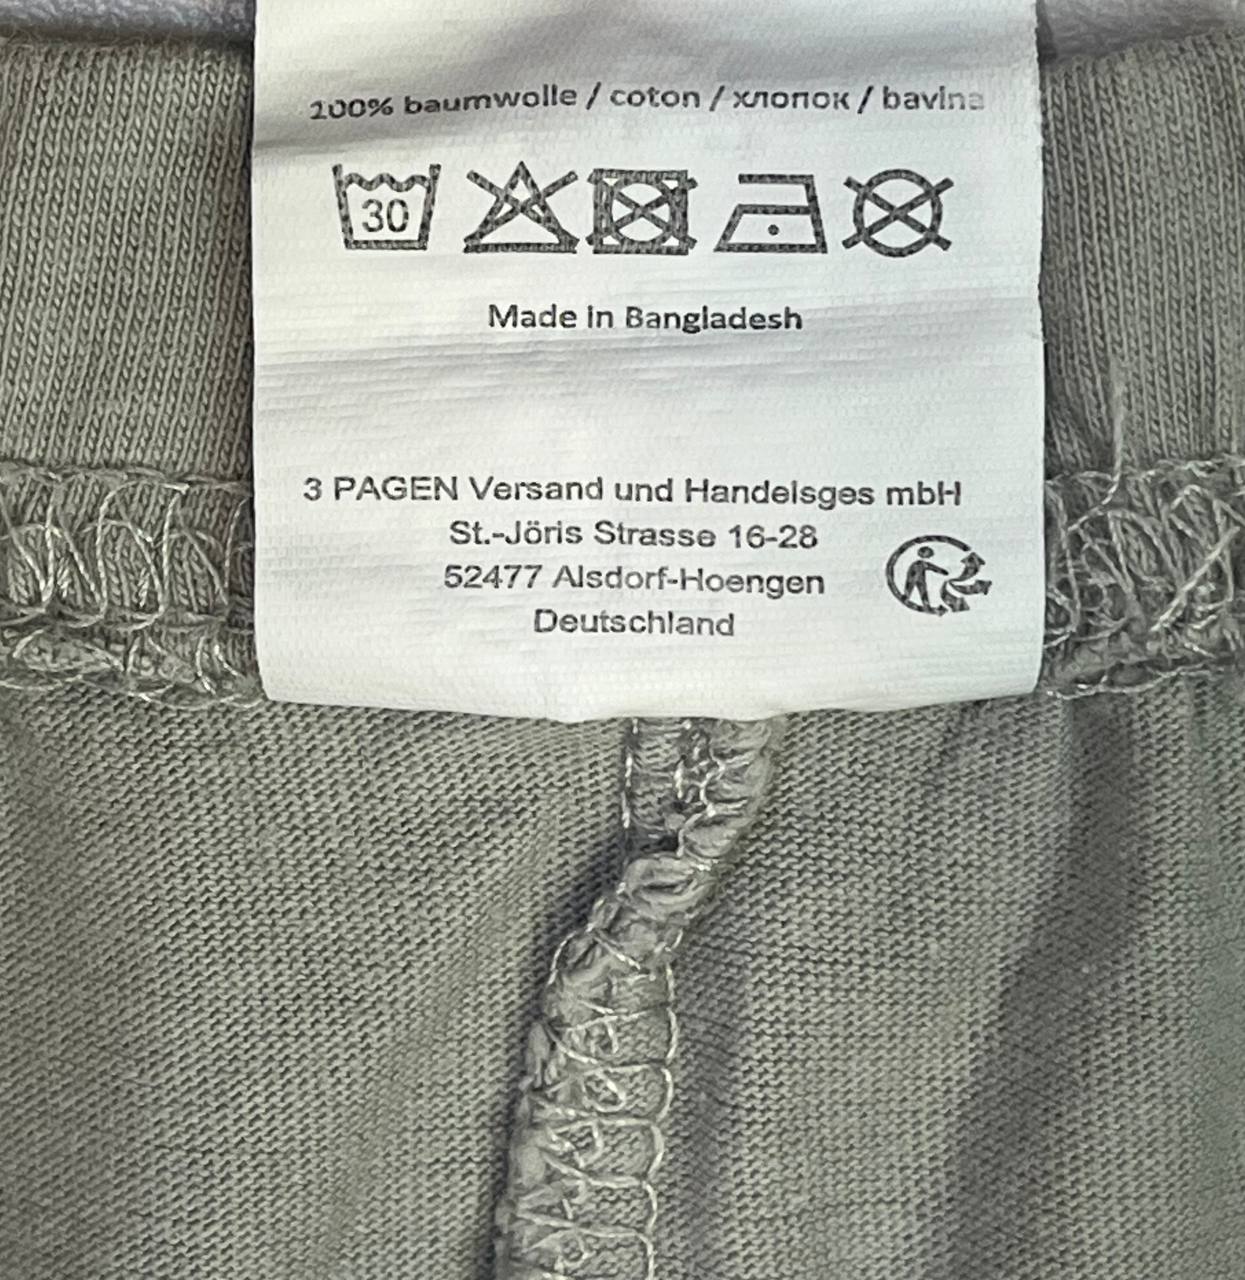 100% baumwolle / coton / хлопок / bavlna
30
Made in Bangladesh
3 PAGEN Versand und Handelsges mbH
St.-Jöris Strasse 16-28
52477 Alsdorf-Hoengen
Deutschland